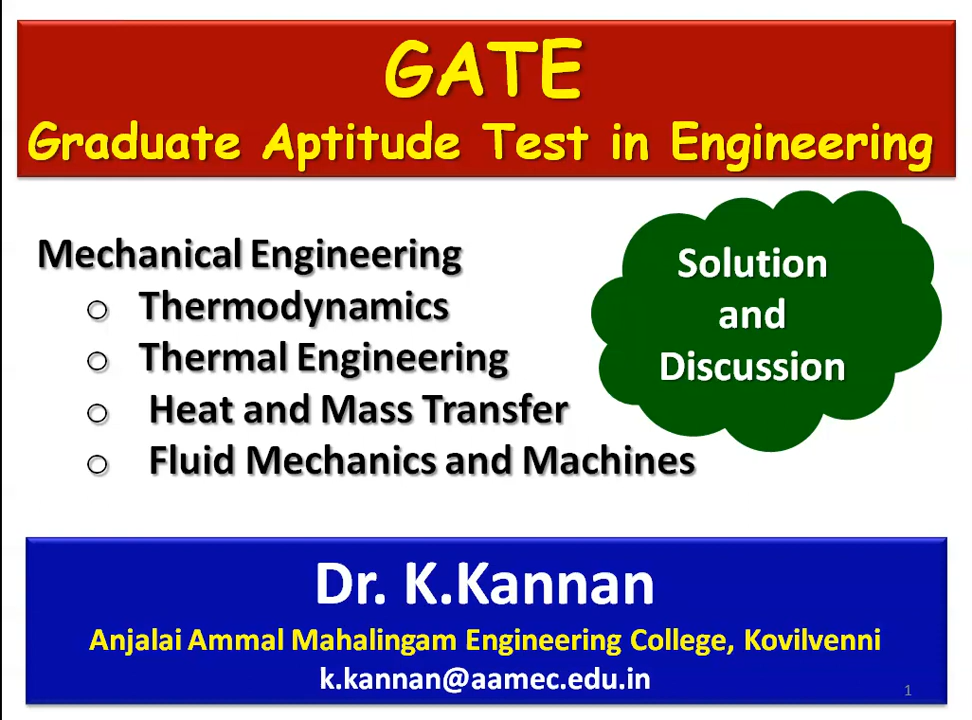 GATE
Graduate Aptitude Test in Engineering
Mechanical Engineering
o Thermodynamics
o Thermal Engineering
o Heat and Mass Transfer
o Fluid Mechanics and Machines
Solution
and
Discussion
Dr. K.Kannan
Anjalai Ammal Mahalingam Engineering College, Kovilvenni
k.kannan@aamec.edu.in
1